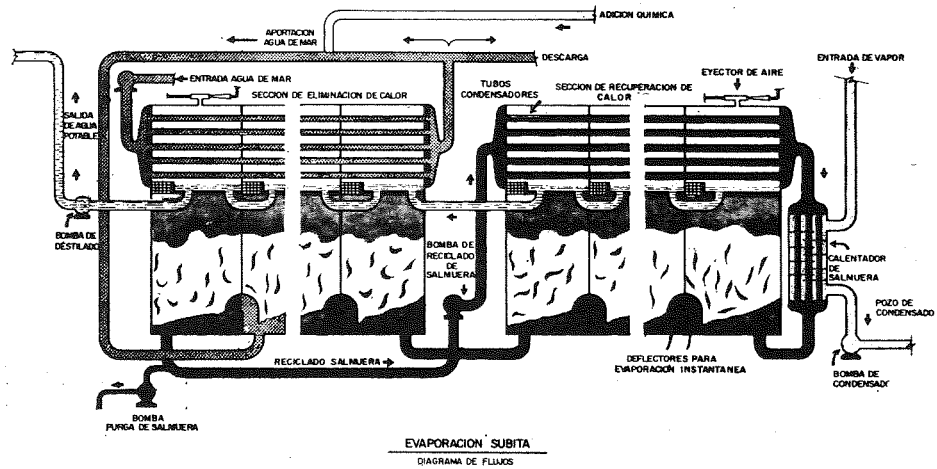 ADICION QUIMICA
APORTACION
AGUA DE MAR
DESCARGA
ENTRADA DE VAPOR
ENTRADA AGUA DE MAR
TUBOS
CONDENSADORES
EYECTOR DE AIRE
SECCION DE ELIMINACION DE CALOR
SECCION DE RECUPERACION DE
CALOR
SALIDA
DE AGUA
POTABLE
BOMBA DE
DESTILADO
BOMBA DE
RECICLADO
DE
SALMUERA
CALENTADOR
DE
SALMUERA
POZO DE
CONDENSADO
RECICLADO SALMUERA
DEFLECTORES PARA
EVAPORACION INSTANTANEA
BOMBA DE
CONDENSADO
BOMBA
PURGA DE SALMUERA
EVAPORACION SUBITA
DIAGRAMA DE FLUJOS